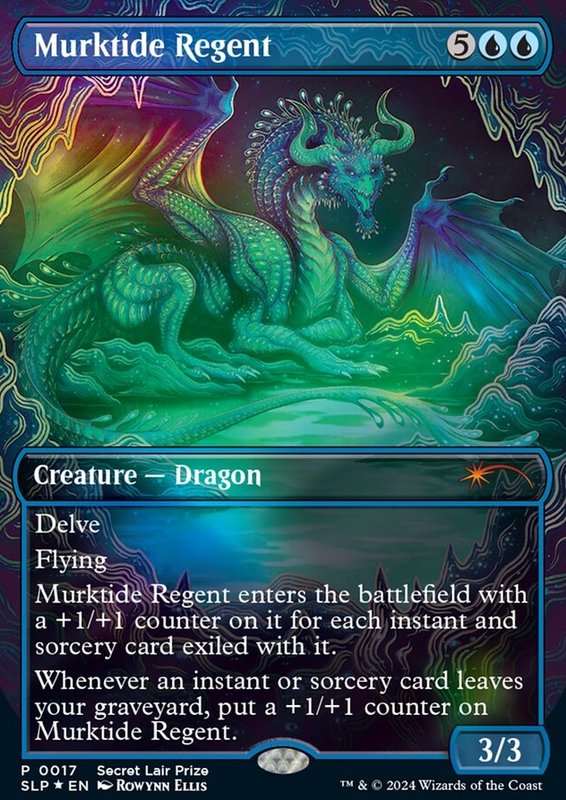 Murktide Regent 5
Creature — Dragon
Delve
Flying
Murktide Regent enters the battlefield with
a +1/+1 counter on it for each instant and
sorcery card exiled with it.
Whenever an instant or sorcery card leaves
your graveyard, put a +1/+1 counter on
Murktide Regent.
3/3
P 0017 Secret Lair Prize
SLP ★ EN Rowynn Ellis
™ & © 2024 Wizards of the Coast